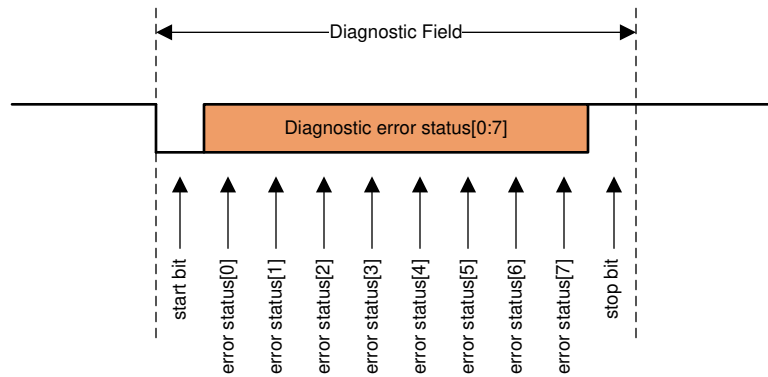 Diagnostic Field
Diagnostic error status[0:7]
start bit
error status[0]
error status[1]
error status[2]
error status[3]
error status[4]
error status[5]
error status[6]
error status[7]
stop bit